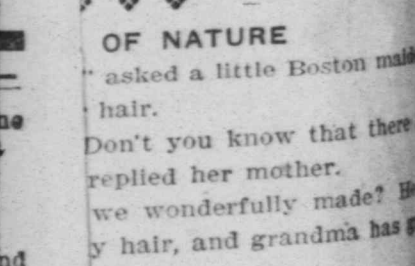 OF NATURE
" asked a little Boston
hair.
Don't you know that there
replied her mother.
we wonderfully made?
y hair, and grandma has